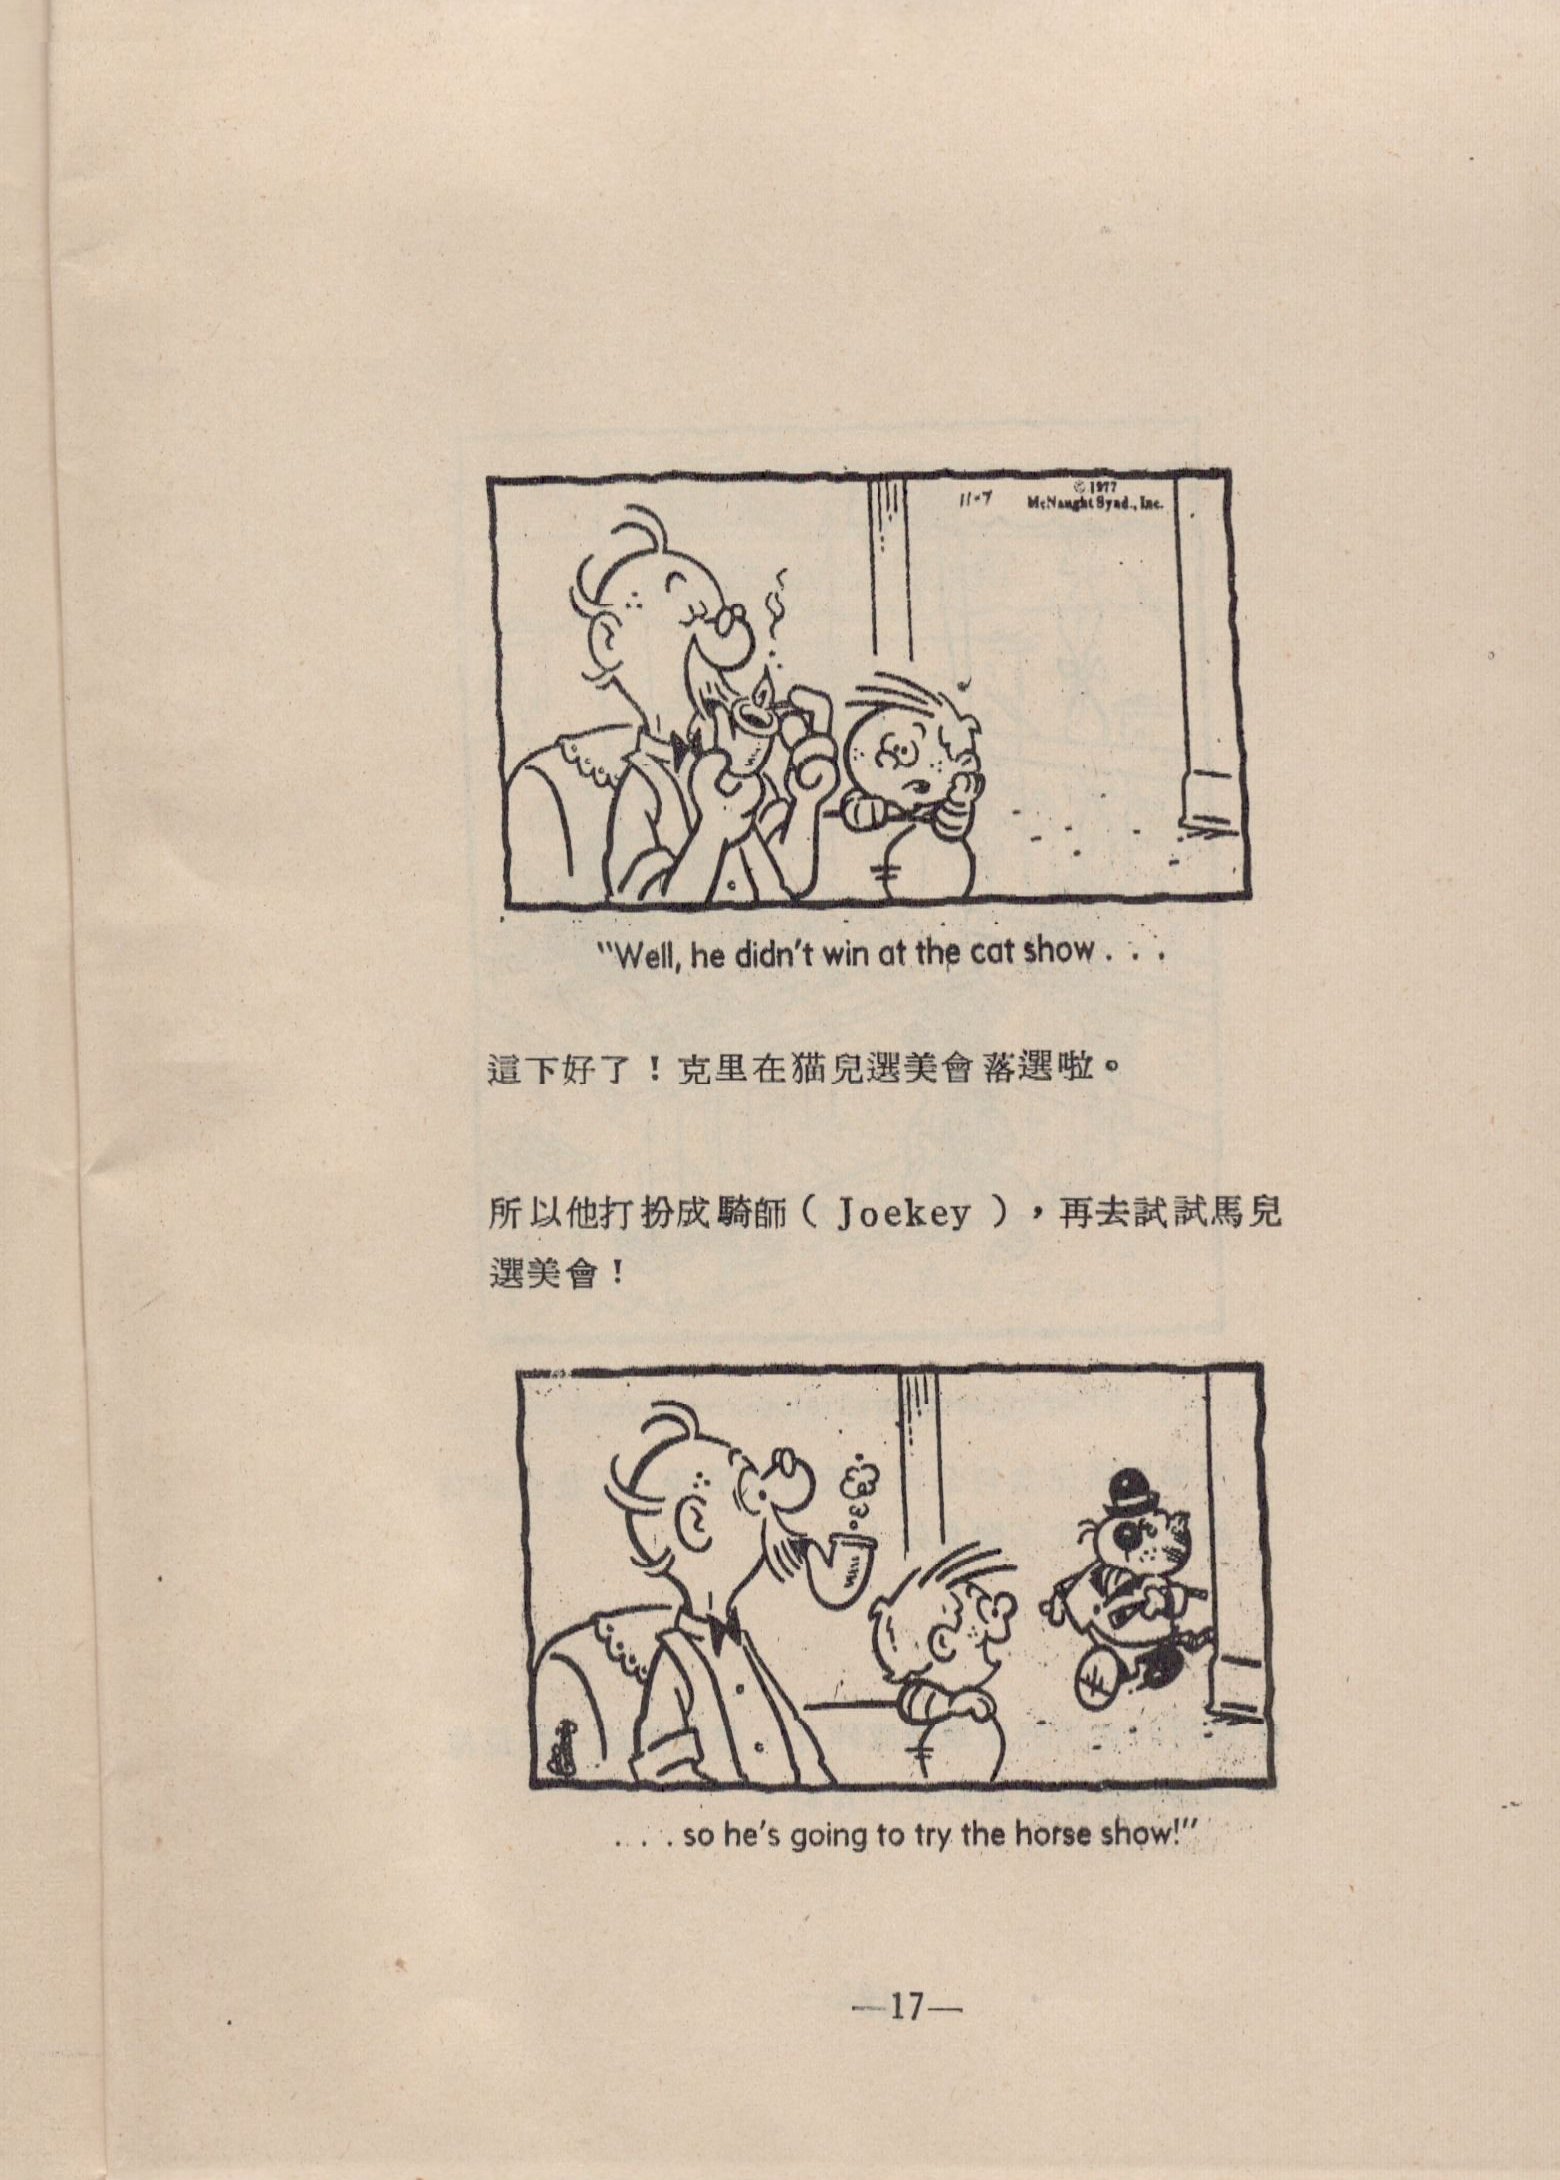 11-7
© 1977
McNaught Synd., Inc.
"Well, he didn't win at the cat show . . .
這下好了！克里在猫兒選美會落選啦。
所以他打扮成騎師（Joekey），再去試試馬兒
選美會！
. . . . so he's going to try the horse show!"
—17—